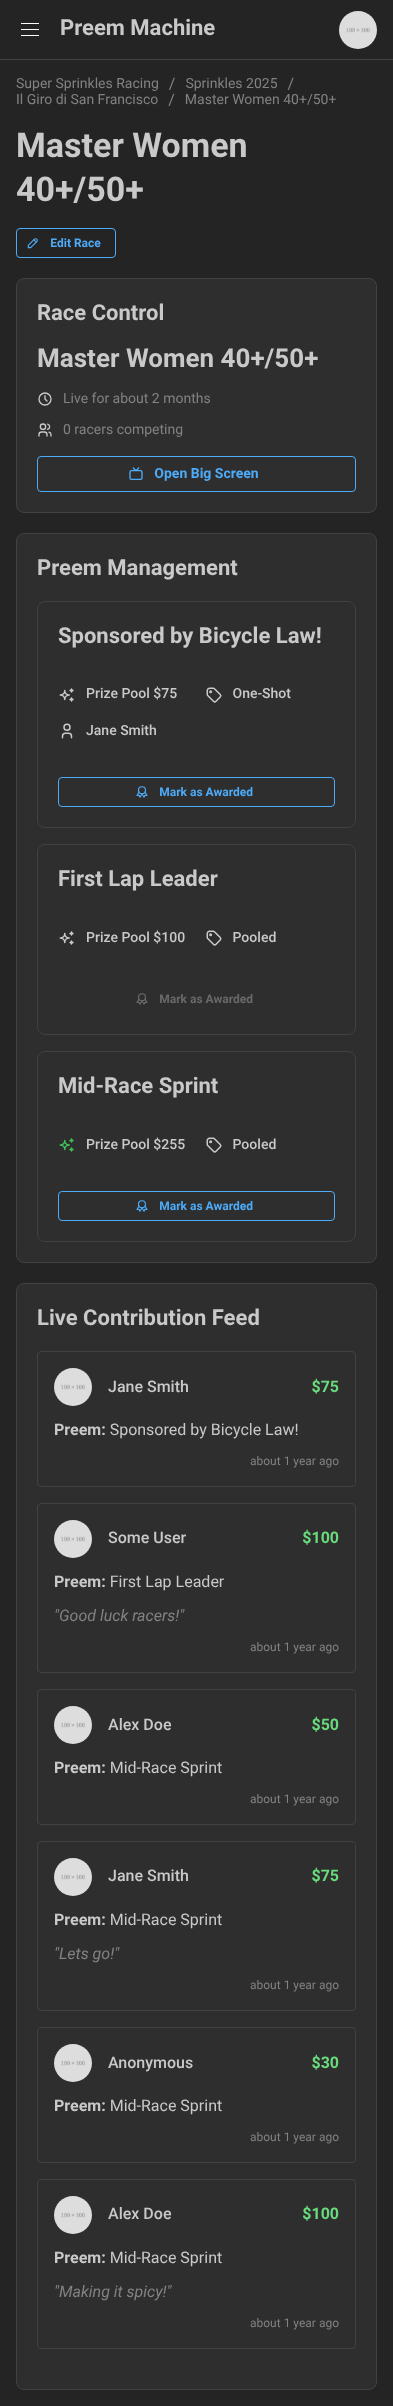 Preem Machine
100 × 100
Super Sprinkles Racing / Sprinkles 2025 /
Il Giro di San Francisco / Master Women 40+/50+
Master Women
40+/50+
Edit Race
Race Control
Master Women 40+/50+
Live for about 2 months
0 racers competing
Open Big Screen
Preem Management
Sponsored by Bicycle Law!
Prize Pool $75 One-Shot
Jane Smith
Mark as Awarded
First Lap Leader
Prize Pool $100 Pooled
Mark as Awarded
Mid-Race Sprint
Prize Pool $255 Pooled
Mark as Awarded
Live Contribution Feed
100 × 100 Jane Smith $75
Preem: Sponsored by Bicycle Law!
about 1 year ago
100 × 100 Some User $100
Preem: First Lap Leader
"Good luck racers!"
about 1 year ago
100 × 100 Alex Doe $50
Preem: Mid-Race Sprint
about 1 year ago
100 × 100 Jane Smith $75
Preem: Mid-Race Sprint
"Lets go!"
about 1 year ago
100 × 100 Anonymous $30
Preem: Mid-Race Sprint
about 1 year ago
100 × 100 Alex Doe $100
Preem: Mid-Race Sprint
"Making it spicy!"
about 1 year ago